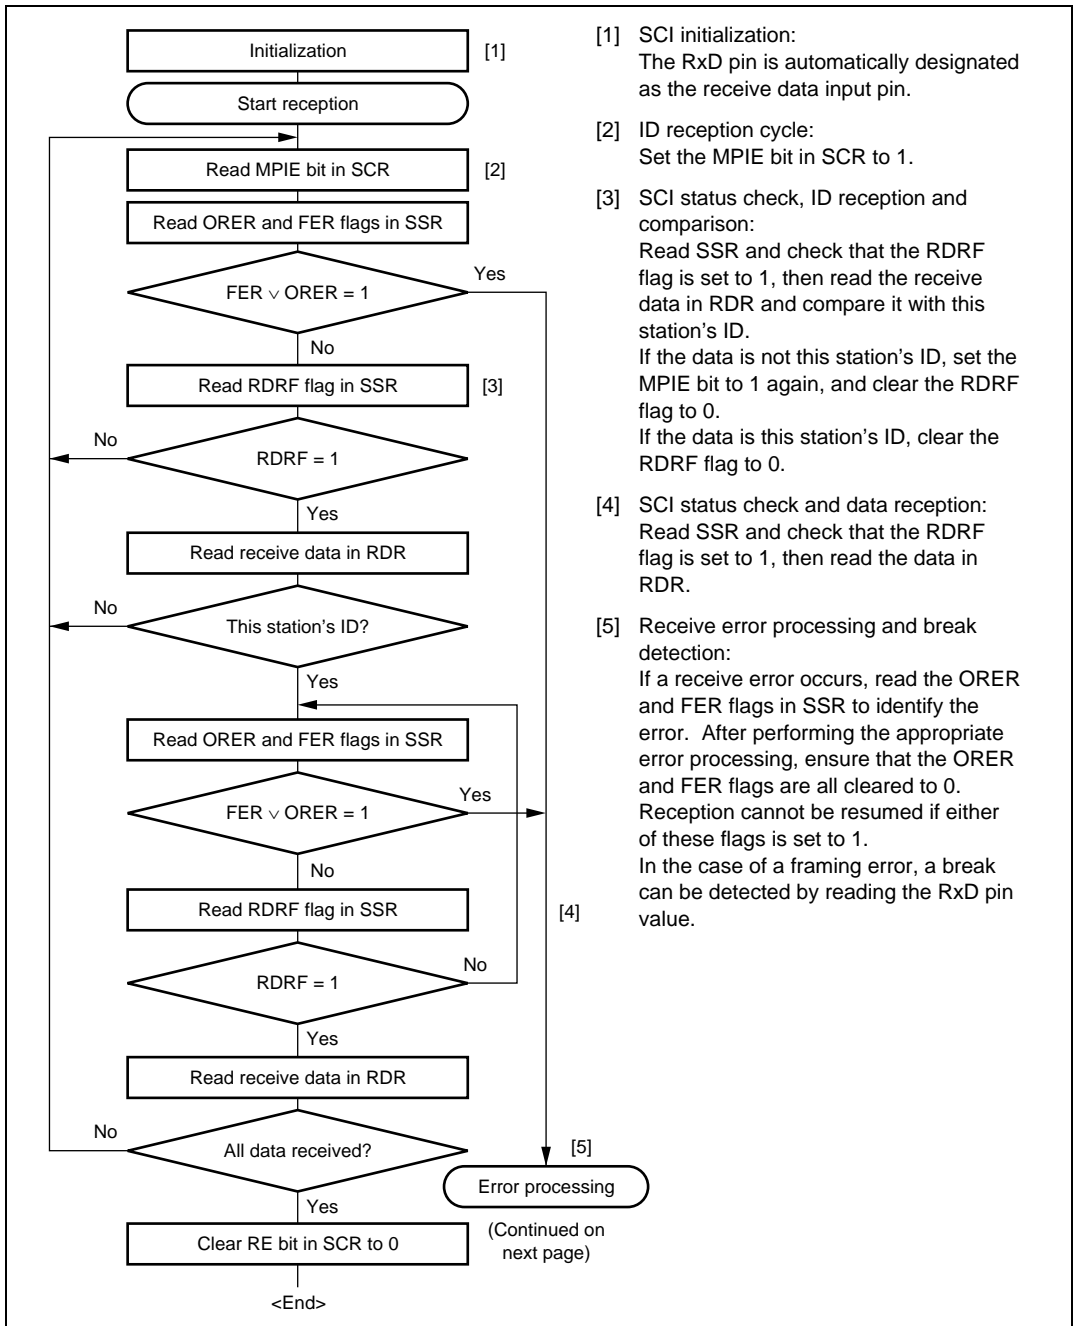 Initialization [1]
Start reception
Read MPIE bit in SCR [2]
Read ORER and FER flags in SSR
FER ∨ ORER = 1
Yes
No
Read RDRF flag in SSR [3]
No
RDRF = 1
Yes
Read receive data in RDR
No
This station's ID?
Yes
Read ORER and FER flags in SSR
FER ∨ ORER = 1
Yes
No
Read RDRF flag in SSR
[4]
RDRF = 1
No
Yes
Read receive data in RDR
No
All data received?
[5]
Error processing
Yes
(Continued on
next page)
Clear RE bit in SCR to 0
<End>
[1] SCI initialization:
The RxD pin is automatically designated
as the receive data input pin.
[2] ID reception cycle:
Set the MPIE bit in SCR to 1.
[3] SCI status check, ID reception and
comparison:
Read SSR and check that the RDRF
flag is set to 1, then read the receive
data in RDR and compare it with this
station's ID.
If the data is not this station's ID, set the
MPIE bit to 1 again, and clear the RDRF
flag to 0.
If the data is this station's ID, clear the
RDRF flag to 0.
[4] SCI status check and data reception:
Read SSR and check that the RDRF
flag is set to 1, then read the data in
RDR.
[5] Receive error processing and break
detection:
If a receive error occurs, read the ORER
and FER flags in SSR to identify the
error. After performing the appropriate
error processing, ensure that the ORER
and FER flags are all cleared to 0.
Reception cannot be resumed if either
of these flags is set to 1.
In the case of a framing error, a break
can be detected by reading the RxD pin
value.